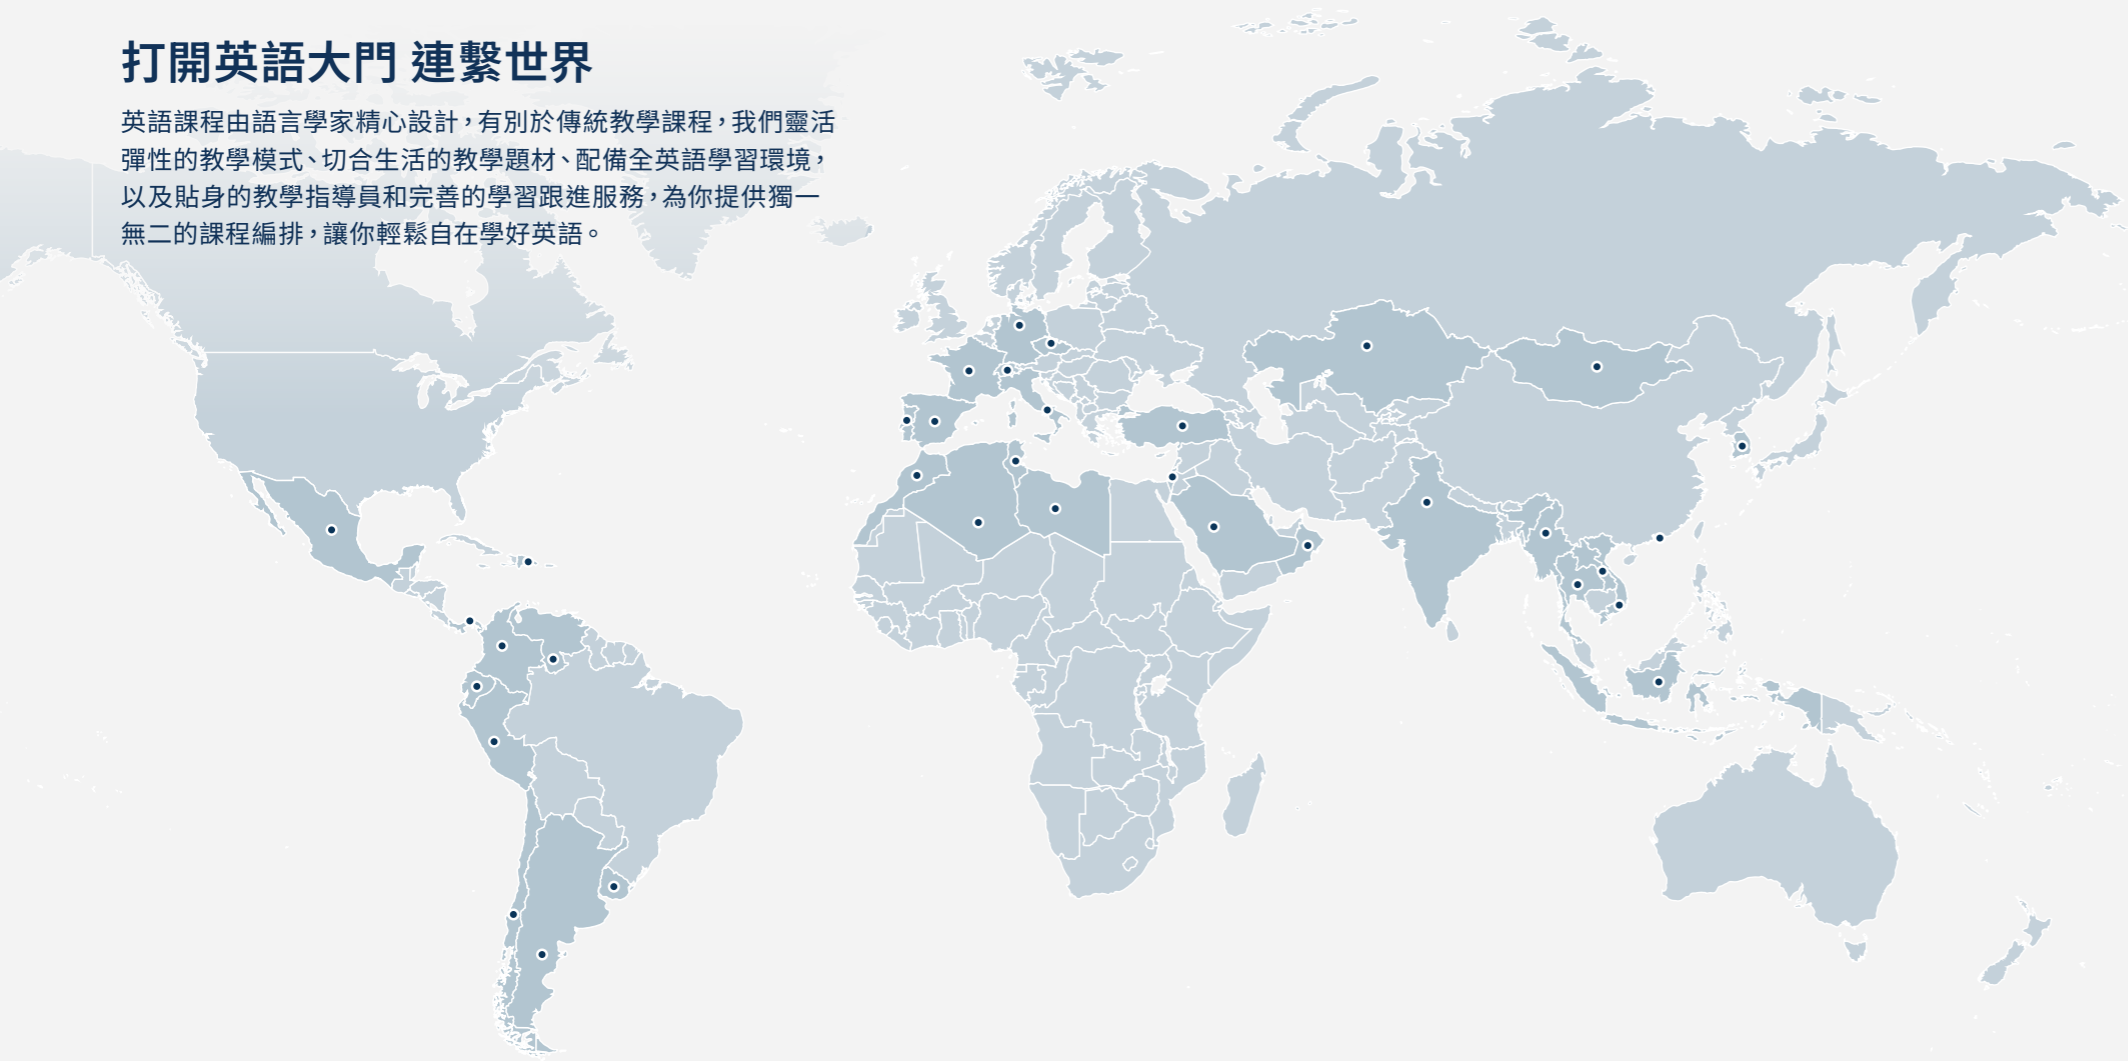 打開英語大門 連繫世界
英語課程由語言學家精心設計，有別於傳統教學課程，我們靈活
彈性的教學模式、切合生活的教學題材、配備全英語學習環境，
以及貼身的教學指導員和完善的學習跟進服務，為你提供獨一
無二的課程編排，讓你輕鬆自在學好英語。